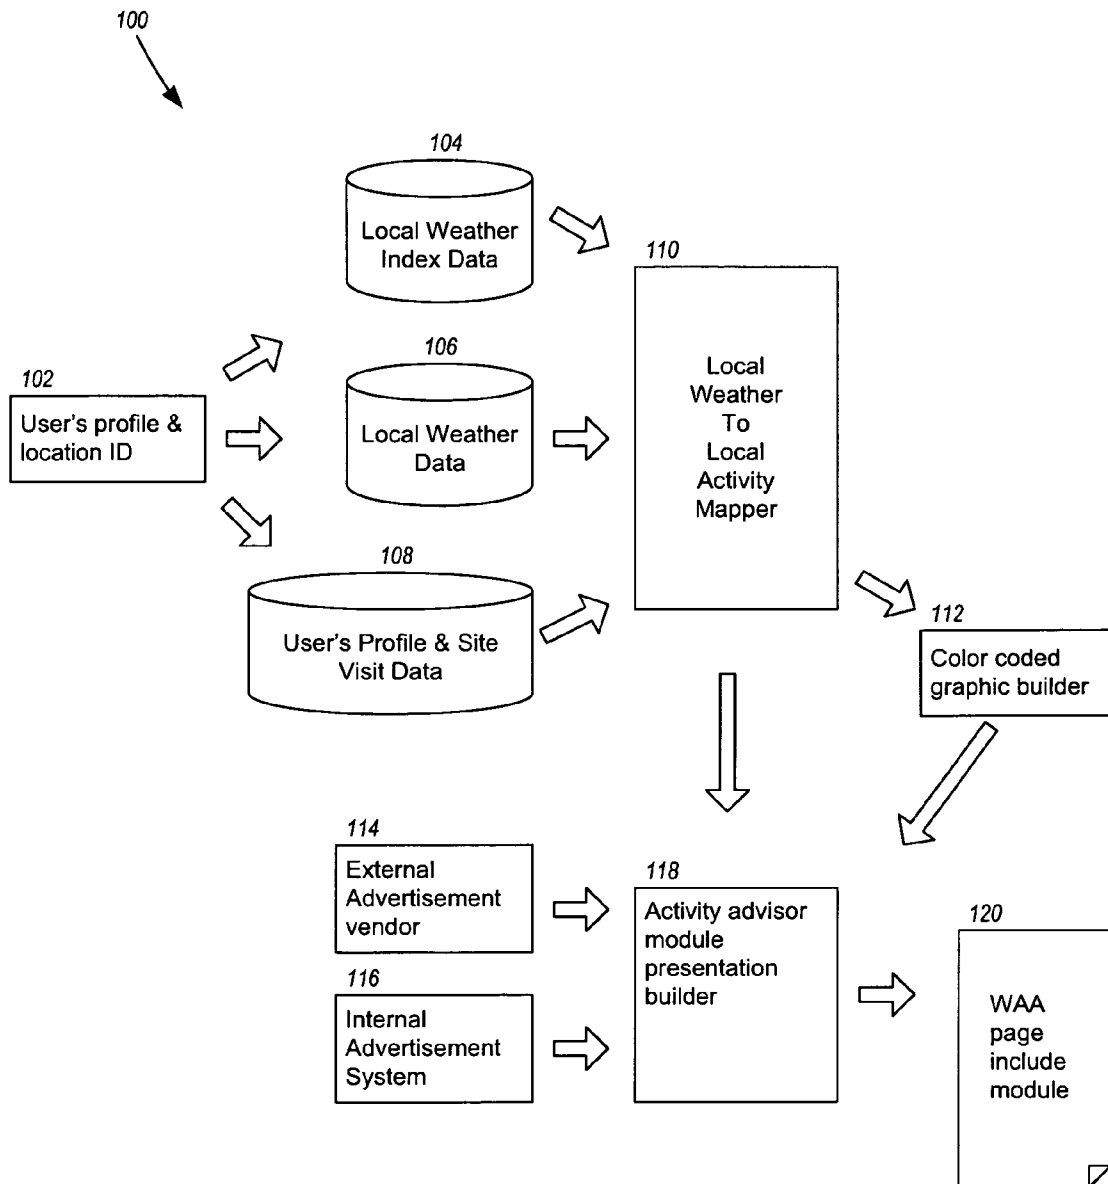 100
104
Local Weather
Index Data
110
Local
Weather
To
Local
Activity
Mapper
106
Local Weather
Data
102
User's profile &
location ID
108
User's Profile & Site
Visit Data
112
Color coded
graphic builder
114
External
Advertisement
vendor
116
Internal
Advertisement
System
118
Activity advisor
module
presentation
builder
120
WAA
page
include
module